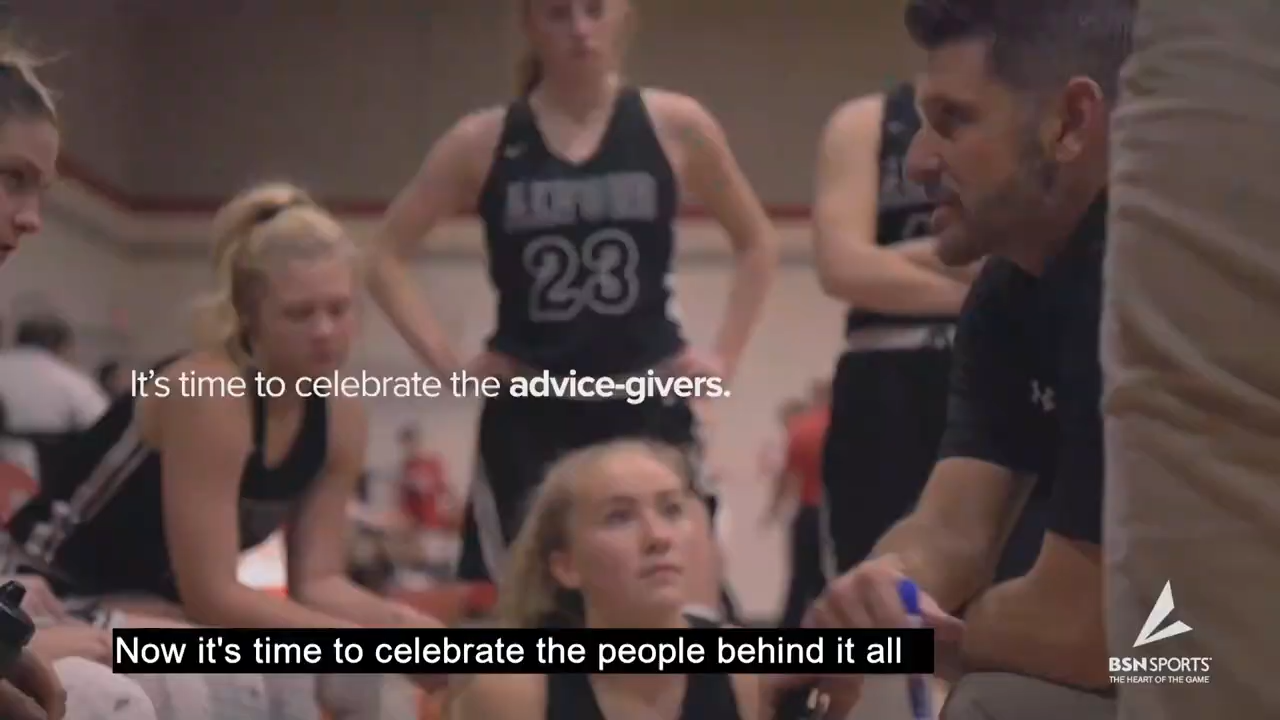 23
It's time to celebrate the advice-givers.
Now it's time to celebrate the people behind it all
BSN SPORTS
THE HEART OF THE GAME